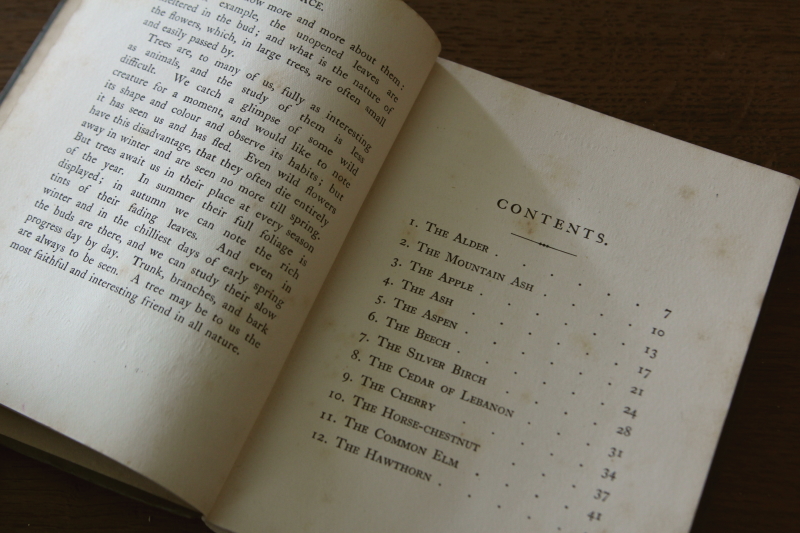 ow more and more about them:
example, the unopened leaves are
sheltered in the bud; and what is the nature of
the flowers, which, in large trees, are often small
and easily passed by.
Trees are, to many of us, fully as interesting
as animals, and the study of them is less
difficult. We catch a glimpse of some wild
creature for a moment, and would like to note
its shape and colour and observe its habits; but
it has seen us and has fled. Even wild flowers
have this disadvantage, that they often die entirely
away in winter and are seen no more till spring.
But trees await us in their place at every season
of the year. In summer their full foliage is
displayed; in autumn we can note the rich
tints of their fading leaves. And even in
winter and in the chilliest days of early spring
the buds are there, and we can study their slow
progress day by day. Trunk, branches, and bark
are always to be seen. A tree may be to us the
most faithful and interesting friend in all nature.
CONTENTS.
1. THE ALDER . . . . . 7
2. THE MOUNTAIN ASH . . . . 10
3. THE APPLE . . . . . 13
4. THE ASH . . . . . 17
5. THE ASPEN . . . . . 21
6. THE BEECH . . . . . 24
7. THE SILVER BIRCH . . . . 28
8. THE CEDAR OF LEBANON . . . 31
9. THE CHERRY . . . . . 34
10. THE HORSE-CHESTNUT . . . . 37
11. THE COMMON ELM . . . . 41
12. THE HAWTHORN . . . .